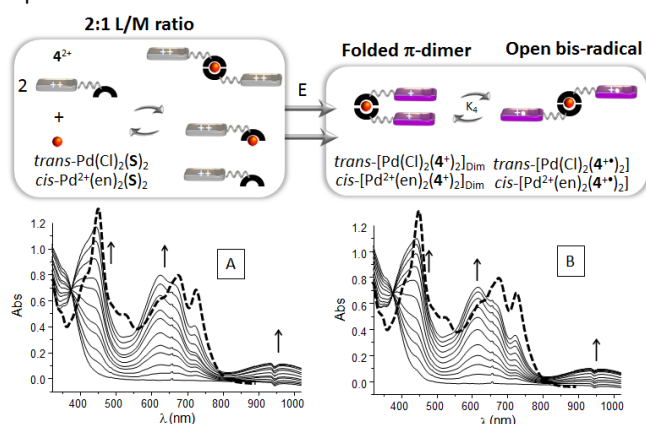 2:1 L/M ratio
4²⁺
2
+
trans-Pd(Cl)₂(S)₂
cis-Pd²⁺(en)₂(S)₂
++
++
++
++
++
E
Folded π-dimer
Open bis-radical
K₄
++
++
++
++
trans-[Pd(Cl)₂(4⁺)₂]Dim
cis-[Pd²⁺(en)₂(4⁺)₂]Dim
trans-[Pd(Cl)₂(4⁺•)₂]
cis-[Pd²⁺(en)₂(4⁺•)₂]
A
Abs
1.2
1.0
0.8
0.6
0.4
0.2
0.0
400 500 600 700 800 900 1000
λ (nm)
B
Abs
1.2
1.0
0.8
0.6
0.4
0.2
0.0
400 500 600 700 800 900 1000
λ (nm)